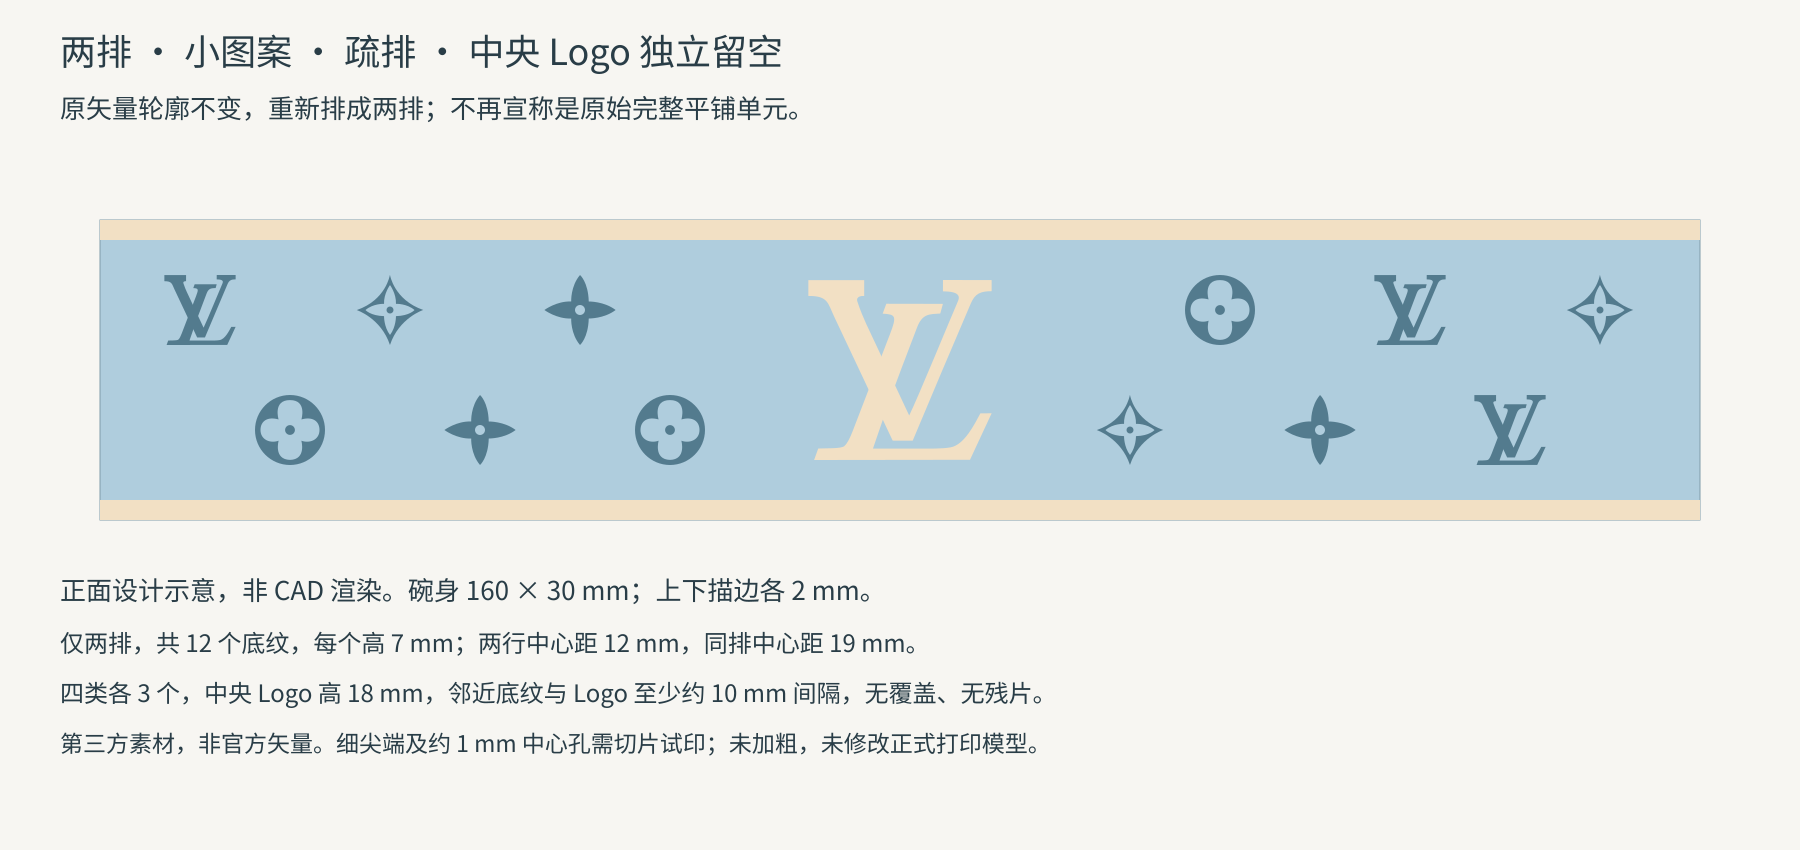 两排 · 小图案 · 疏排 · 中央 Logo 独立留空
原矢量轮廓不变，重新排成两排；不再宣称是原始完整平铺单元。
LV LV LV
LV
正面设计示意，非 CAD 渲染。碗身 160 × 30 mm；上下描边各 2 mm。
仅两排，共 12 个底纹，每个高 7 mm；两行中心距 12 mm，同排中心距 19 mm。
四类各 3 个，中央 Logo 高 18 mm，邻近底纹与 Logo 至少约 10 mm 间隔，无覆盖、无残片。
第三方素材，非官方矢量。细尖端及约 1 mm 中心孔需切片试印；未加粗，未修改正式打印模型。